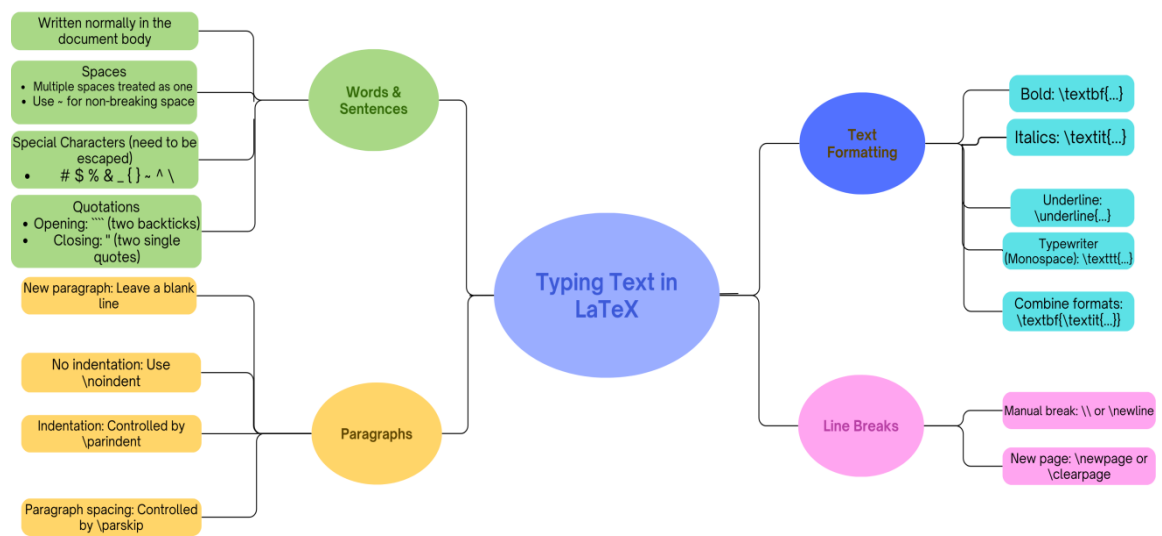 Typing Text in
LaTeX
Words &
Sentences
Written normally in the
document body
Spaces
• Multiple spaces treated as one
• Use ~ for non-breaking space
Special Characters (need to be
escaped)
• # $ % & _ { } ~ ^ \
Quotations
• Opening: ```` (two backticks)
• Closing: '' (two single
quotes)
Paragraphs
New paragraph: Leave a blank
line
No indentation: Use
\noindent
Indentation: Controlled by
\parindent
Paragraph spacing: Controlled
by \parskip
Text
Formatting
Bold: \textbf{...}
Italics: \textit{...}
Underline:
\underline{...}
Typewriter
(Monospace): \texttt{...}
Combine formats:
\textbf{\textit{...}}
Line Breaks
Manual break: \\ or \newline
New page: \newpage or
\clearpage